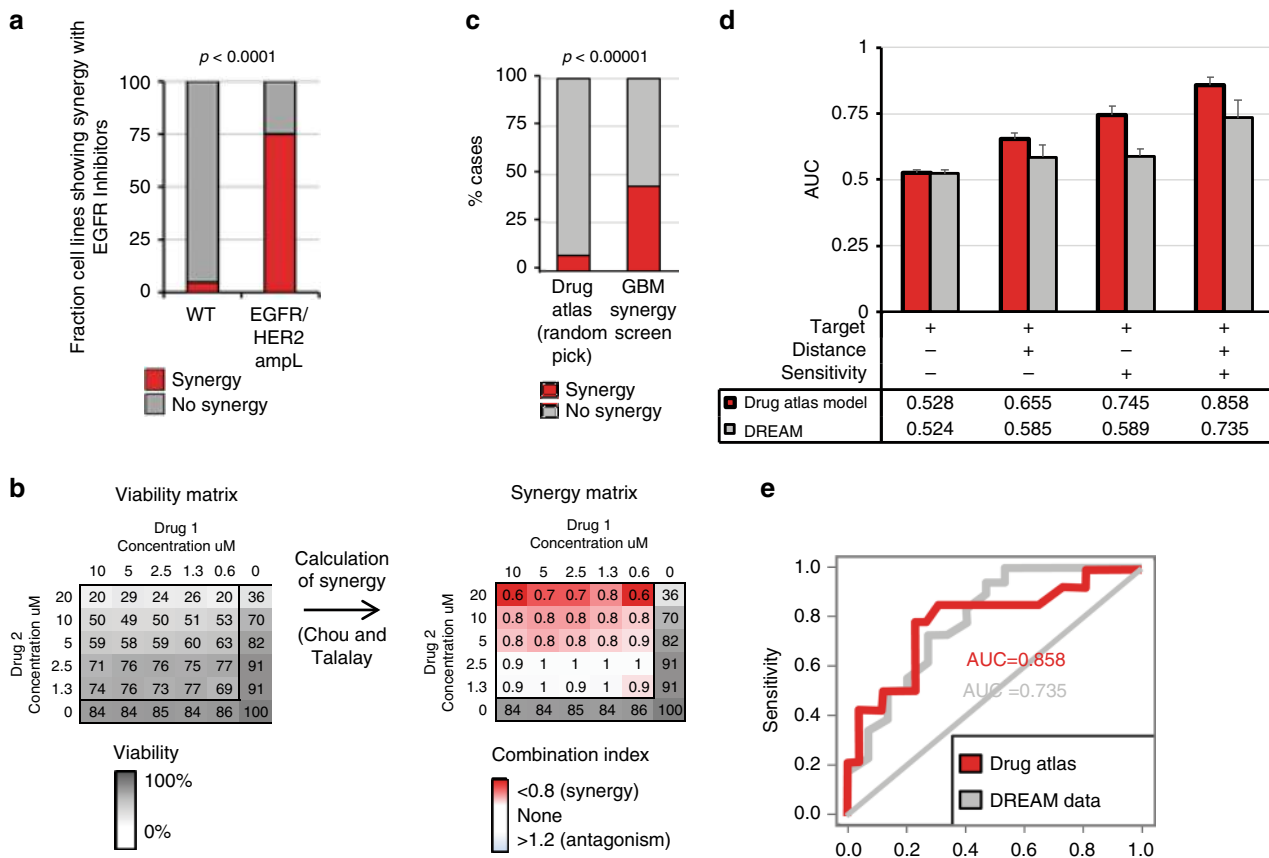 a
p < 0.0001
Fraction cell lines showing synergy with
EGFR Inhibitors
100
75
50
25
0
WT
EGFR/
HER2
ampL
Synergy
No synergy
c
p < 0.00001
% cases
100
75
50
25
0
Drug
atlas
(random
pick)
GBM
synergy
screen
Synergy
No synergy
d
AUC
1
0.75
0.5
0.25
0
Target + + + +
Distance – + – +
Sensitivity – – + +
Drug atlas model 0.528 0.655 0.745 0.858
DREAM 0.524 0.585 0.589 0.735
b
Viability matrix
Drug 1
Concentration uM
10 5 2.5 1.3 0.6 0
Drug 2
Concentration uM
20 20 29 24 26 20 36
10 50 49 50 51 53 70
5 59 58 59 60 63 82
2.5 71 76 76 75 77 91
1.3 74 76 73 77 69 91
0 84 84 85 84 86 100
Viability
100%
0%
Calculation
of synergy
(Chou and
Talalay
Synergy matrix
Drug 1
Concentration uM
10 5 2.5 1.3 0.6 0
Drug 2
Concentration uM
20 0.6 0.7 0.7 0.8 0.6 36
10 0.8 0.8 0.8 0.8 0.8 70
5 0.8 0.8 0.8 0.8 0.9 82
2.5 0.9 1 1 1 1 91
1.3 0.9 1 0.9 1 0.9 91
0 84 84 85 84 86 100
Combination index
<0.8 (synergy)
None
>1.2 (antagonism)
e
Sensitivity
1.0
0.8
0.6
0.4
0.2
0.0
AUC=0.858
AUC =0.735
Drug atlas
DREAM data
0.0 0.2 0.4 0.6 0.8 1.0